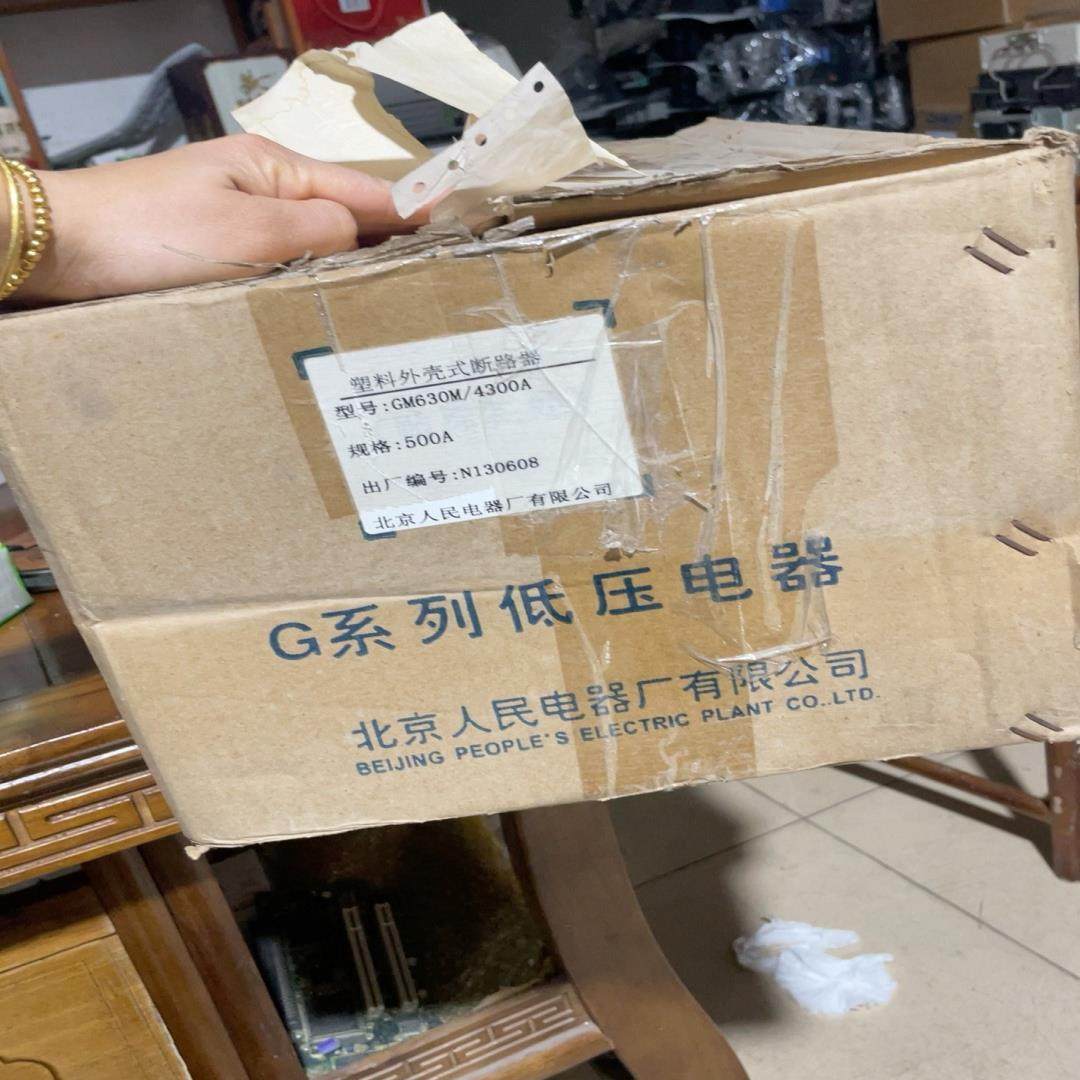 塑料外壳式断路器
型号:GM630M/4300A
规格:500A
出厂编号:N130608
北京人民电器厂有限公司
G系列低压电器
北京人民电器厂有限公司
BEIJING PEOPLE'S ELECTRIC PLANT CO.,LTD.